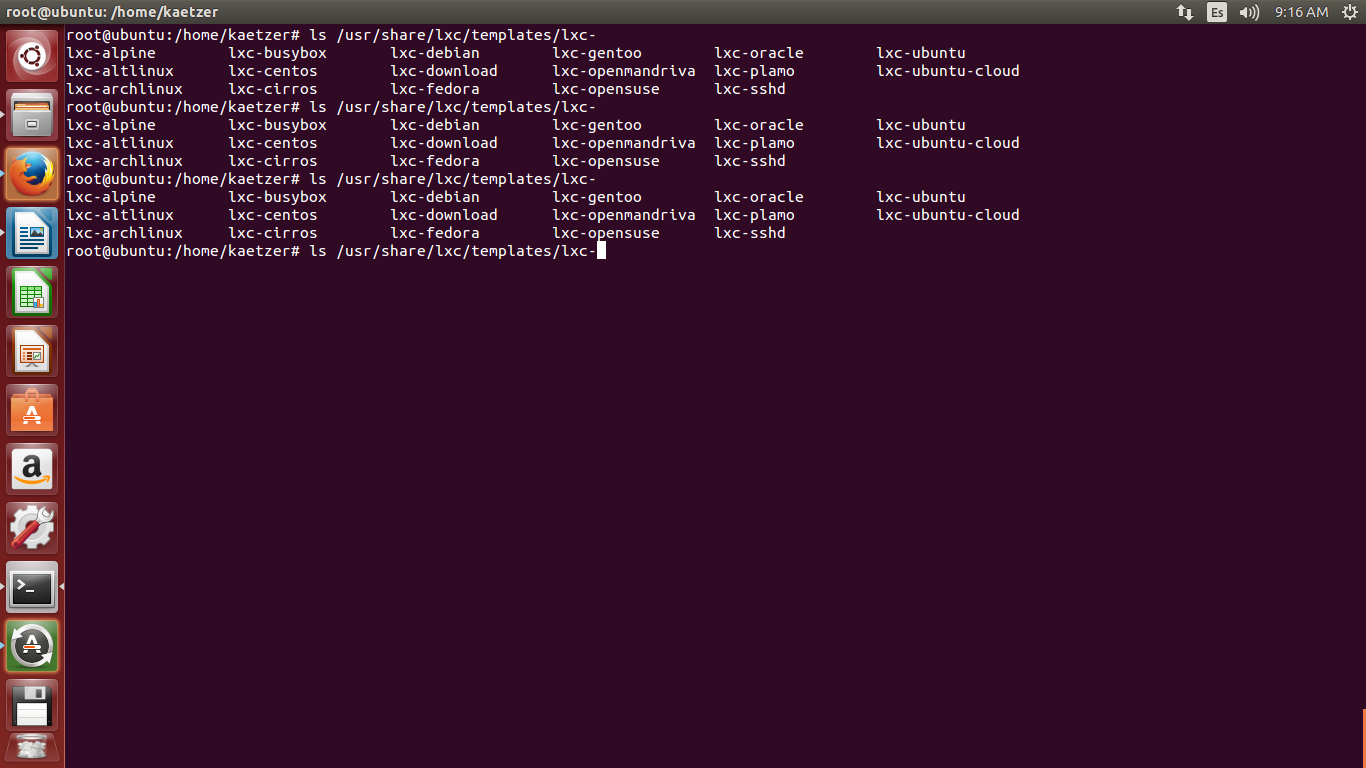 root@ubuntu: /home/kaetzer
Es
9:16 AM
root@ubuntu:/home/kaetzer# ls /usr/share/lxc/templates/lxc-
lxc-alpine lxc-busybox lxc-debian lxc-gentoo lxc-oracle lxc-ubuntu
lxc-altlinux lxc-centos lxc-download lxc-openmandriva lxc-plamo lxc-ubuntu-cloud
lxc-archlinux lxc-cirros lxc-fedora lxc-opensuse lxc-sshd
root@ubuntu:/home/kaetzer# ls /usr/share/lxc/templates/lxc-
lxc-alpine lxc-busybox lxc-debian lxc-gentoo lxc-oracle lxc-ubuntu
lxc-altlinux lxc-centos lxc-download lxc-openmandriva lxc-plamo lxc-ubuntu-cloud
lxc-archlinux lxc-cirros lxc-fedora lxc-opensuse lxc-sshd
root@ubuntu:/home/kaetzer# ls /usr/share/lxc/templates/lxc-
lxc-alpine lxc-busybox lxc-debian lxc-gentoo lxc-oracle lxc-ubuntu
lxc-altlinux lxc-centos lxc-download lxc-openmandriva lxc-plamo lxc-ubuntu-cloud
lxc-archlinux lxc-cirros lxc-fedora lxc-opensuse lxc-sshd
root@ubuntu:/home/kaetzer# ls /usr/share/lxc/templates/lxc-